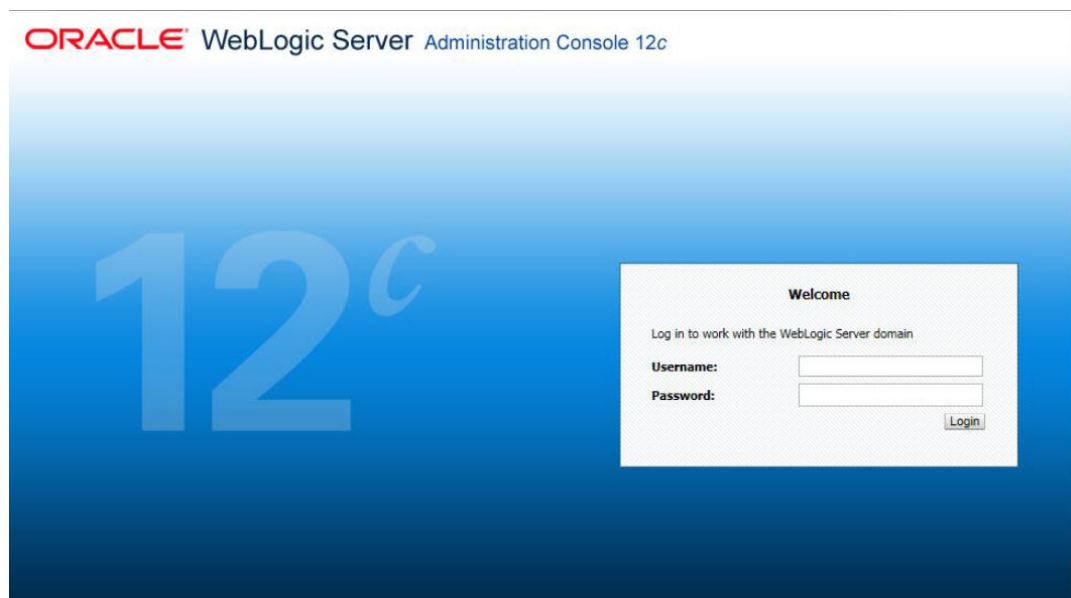 ORACLE WebLogic Server Administration Console 12c
12c
Welcome
Log in to work with the WebLogic Server domain
Username:
Password:
Login